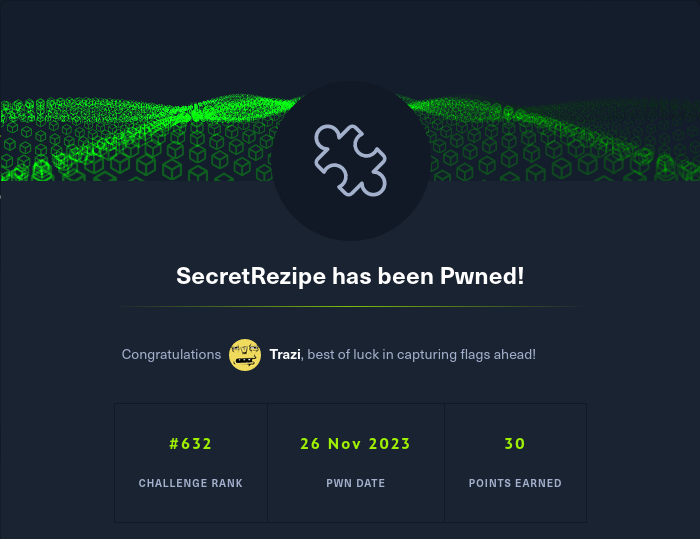 SecretRezipe has been Pwned!
Congratulations Trazi, best of luck in capturing flags ahead!
#632 26 Nov 2023 30
CHALLENGE RANK PWN DATE POINTS EARNED